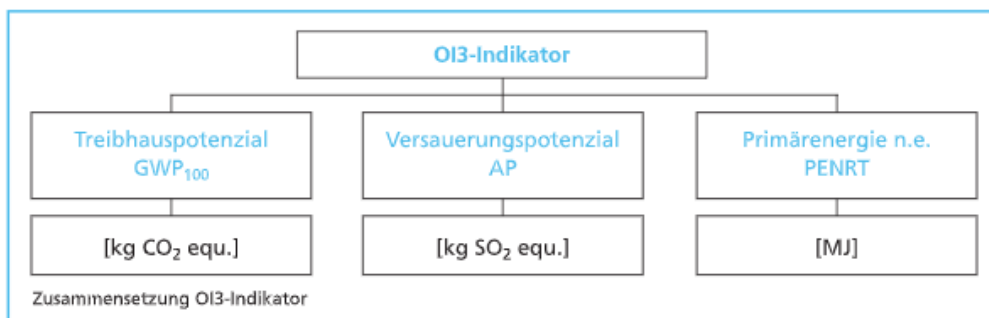 OI3-Indikator
Treibhauspotenzial
GWP₁₀₀
Versauerungspotenzial
AP
Primärenergie n.e.
PENRT
[kg CO₂ equ.]
[kg SO₂ equ.]
[MJ]
Zusammensetzung OI3-Indikator